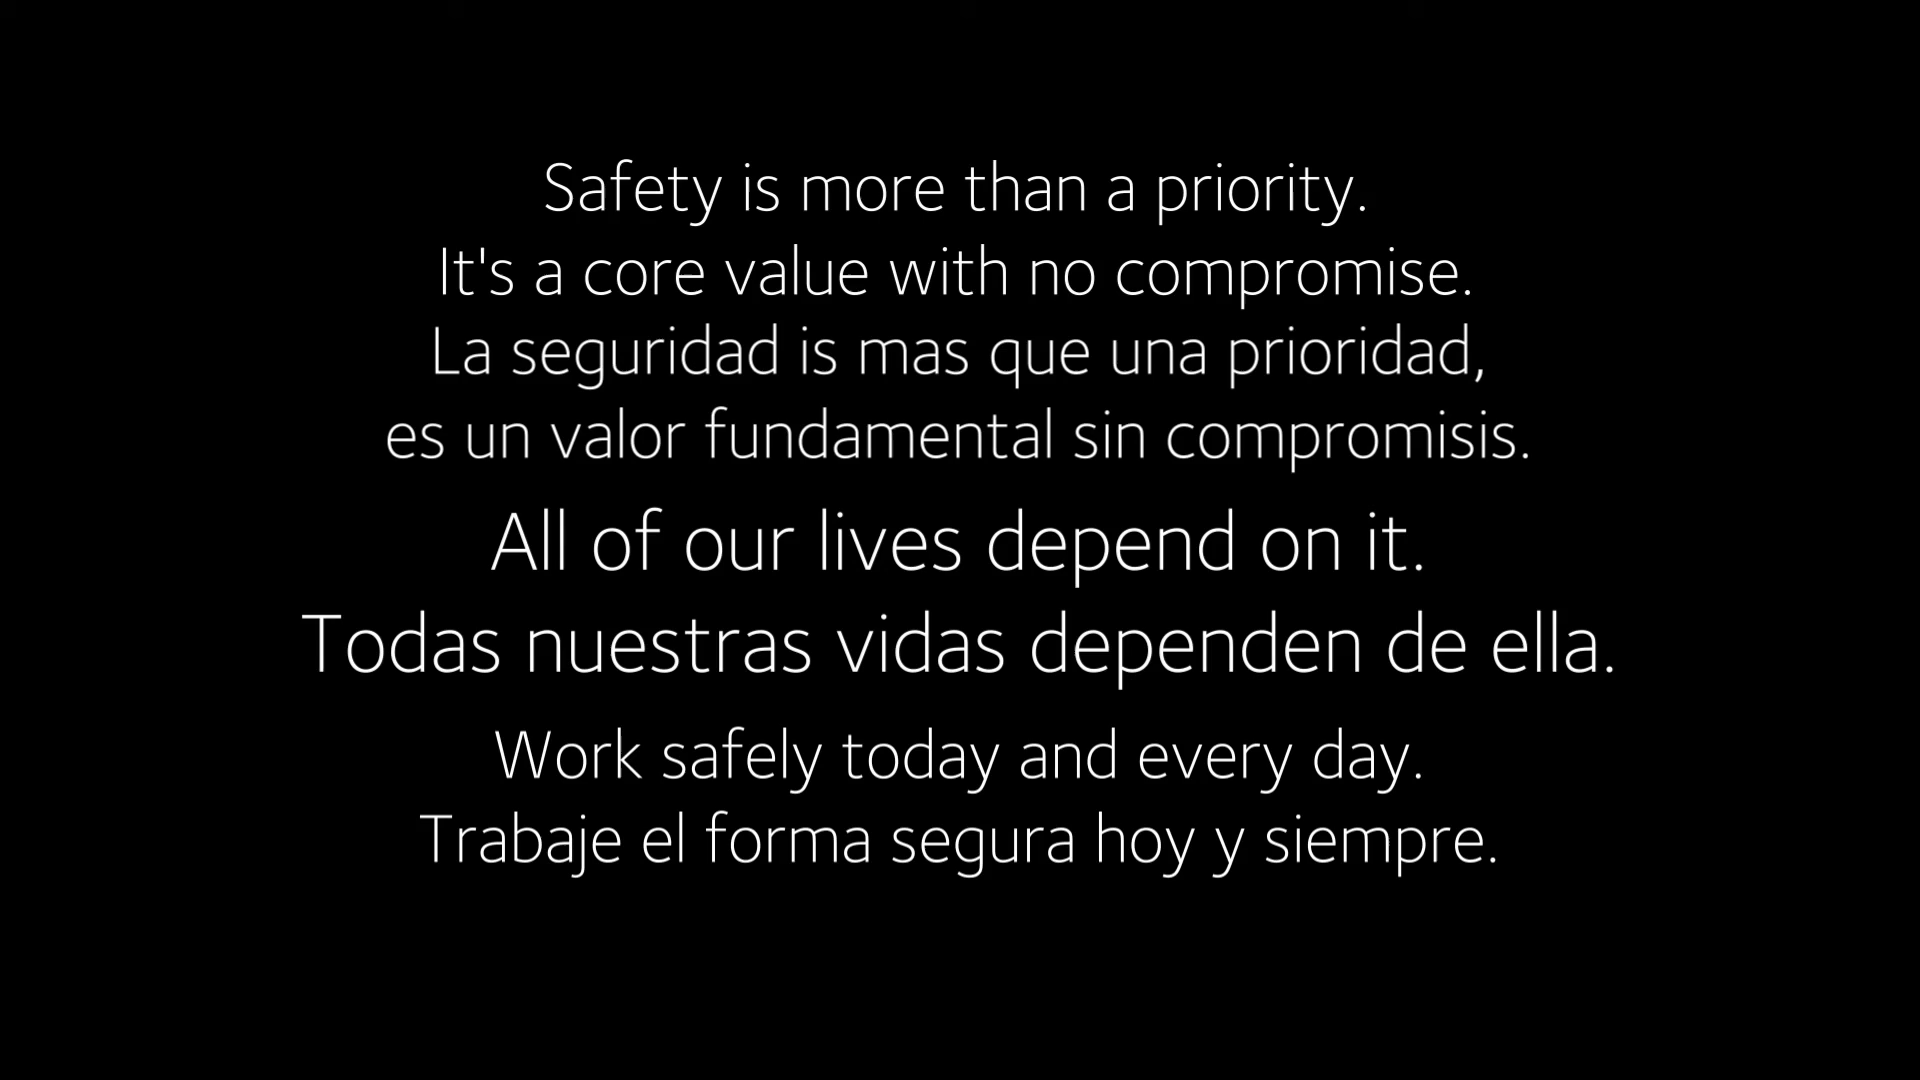 Safety is more than a priority.
It's a core value with no compromise.
La seguridad is mas que una prioridad,
es un valor fundamental sin compromisis.
All of our lives depend on it.
Todas nuestras vidas dependen de ella.
Work safely today and every day.
Trabaje el forma segura hoy y siempre.